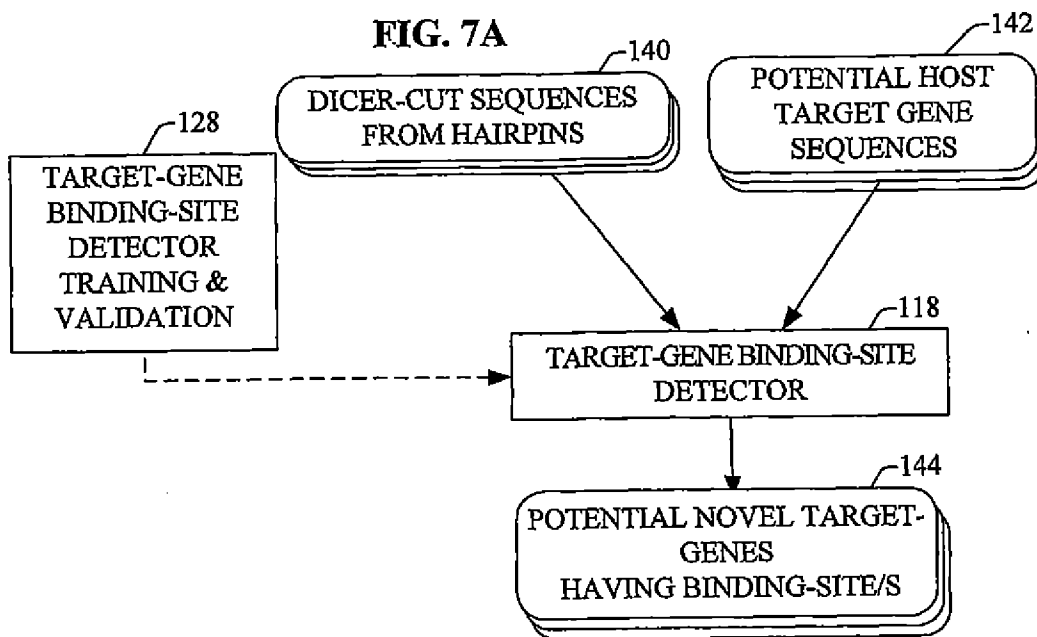 FIG. 7A
140
DICER-CUT SEQUENCES
FROM HAIRPINS
142
POTENTIAL HOST
TARGET GENE
SEQUENCES
128
TARGET-GENE
BINDING-SITE
DETECTOR
TRAINING &
VALIDATION
118
TARGET-GENE BINDING-SITE
DETECTOR
144
POTENTIAL NOVEL TARGET-
GENES
HAVING BINDING-SITE/S